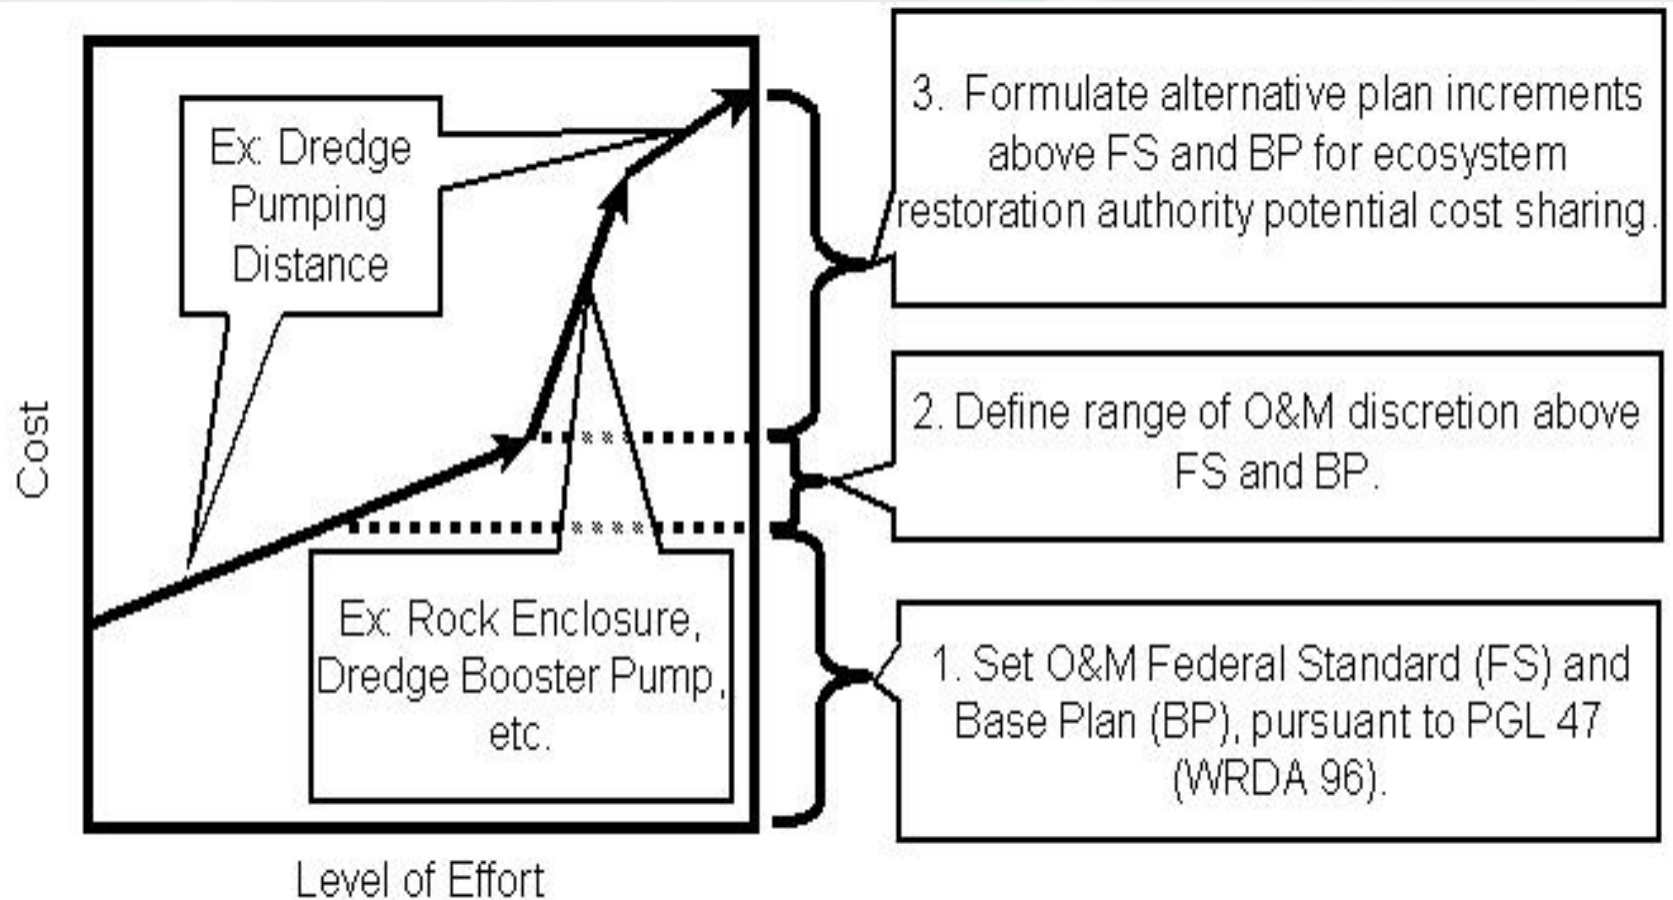 Ex: Dredge
Pumping
Distance
Ex: Rock Enclosure,
Dredge Booster Pump,
etc.
Cost
Level of Effort
3. Formulate alternative plan increments
above FS and BP for ecosystem
restoration authority potential cost sharing.
2. Define range of O&M discretion above
FS and BP.
1. Set O&M Federal Standard (FS) and
Base Plan (BP), pursuant to PGL 47
(WRDA 96).